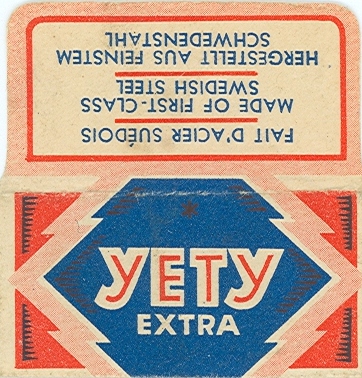 FAIT D'ACIER SUÉDOIS
MADE OF FIRST-CLASS
SWEDISH STEEL
HERGESTELLT AUS FEINSTEM
SCHWEDENSTAHL
YETY
EXTRA